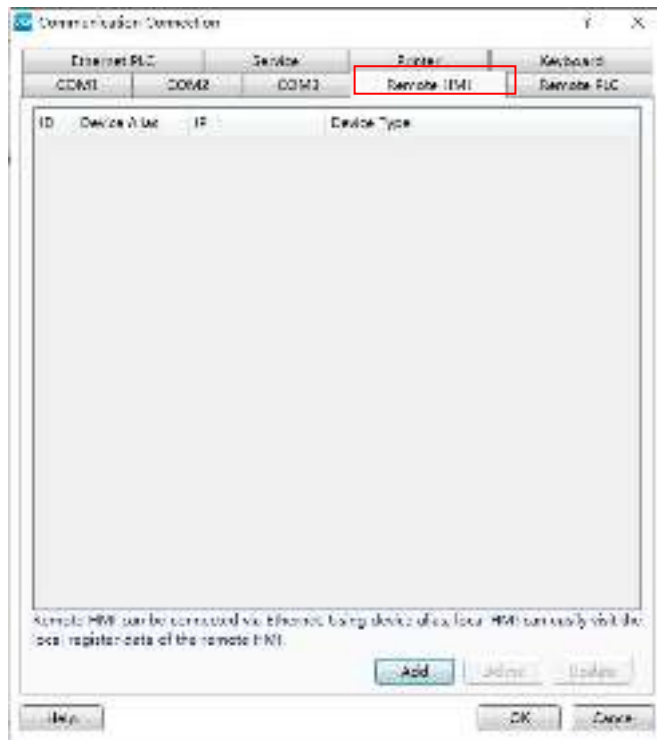 Communication Connection ? X
Ethernet PLC Service Printer Keyboard
COM1 COM2 COM3 Remote HMI Remote PLC
ID Device Alias IP Device Type
Remote HMI can be connected via Ethernet. Using device alias, local HMI can easily visit the
local register data of the remote HMI.
Add Delete Update
Help OK Cancel